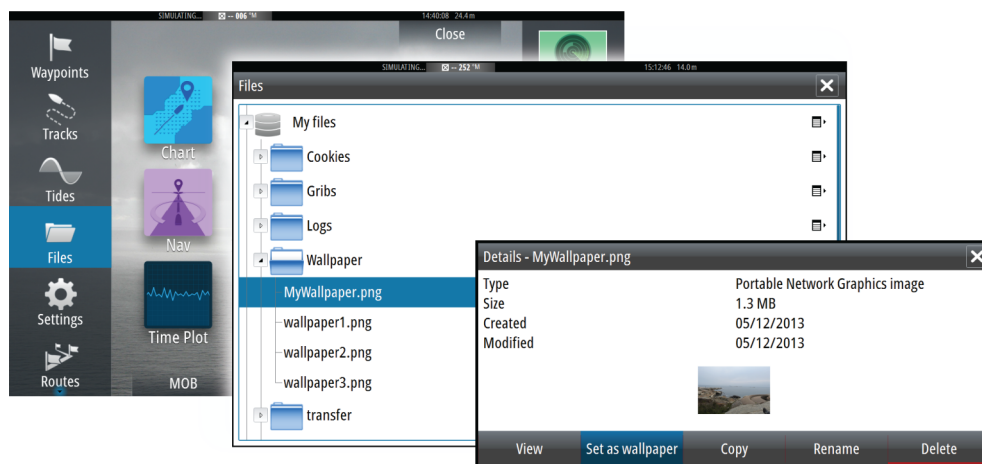 SIMULATING... -- 006 °M 14:40:08 24.4 m
Close
Waypoints
Tracks
Tides
Files
Settings
Routes
Chart
Nav
Time Plot
MOB
SIMULATING... -- 252 °M 15:12:46 14.0 m
Files
My files
Cookies
Gribs
Logs
Wallpaper
MyWallpaper.png
wallpaper1.png
wallpaper2.png
wallpaper3.png
transfer
Details - MyWallpaper.png
Type Portable Network Graphics image
Size 1.3 MB
Created 05/12/2013
Modified 05/12/2013
View Set as wallpaper Copy Rename Delete